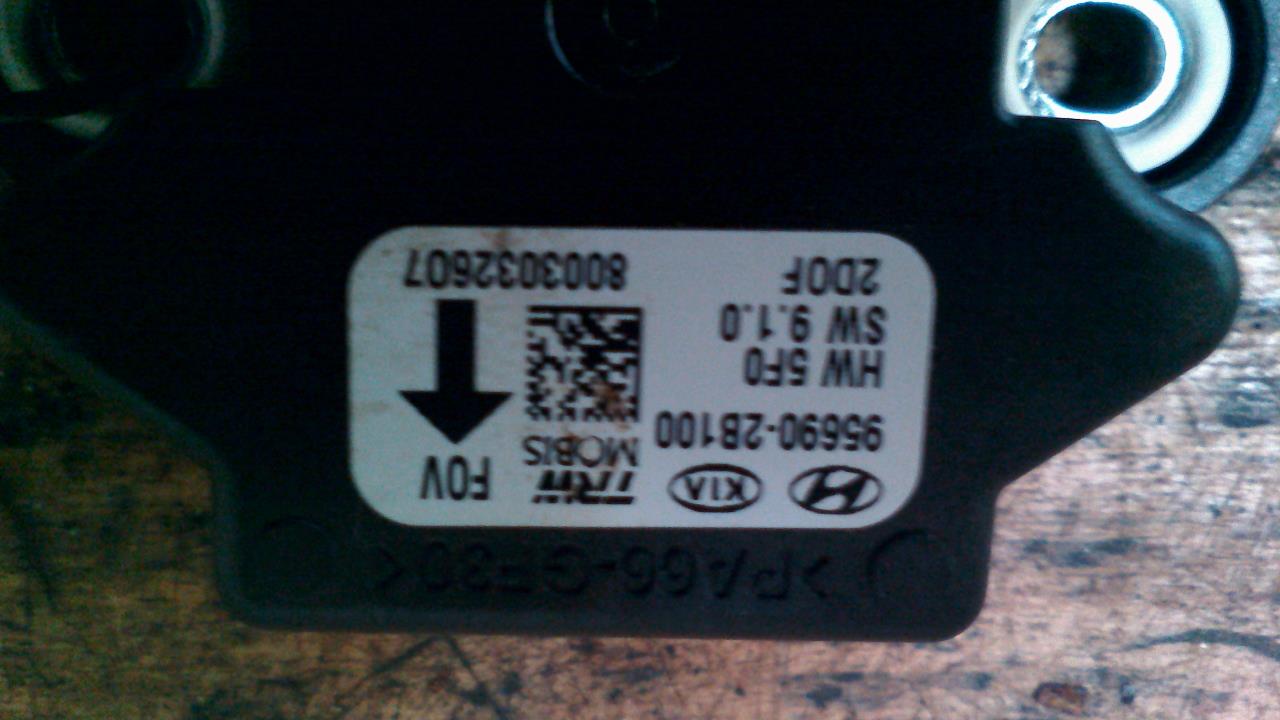 KIA TRW FOV
95690-2B100 MOBIS
HW 5F0
SW 9.1.0
2DOF 8003032607
>PA66-GF30<